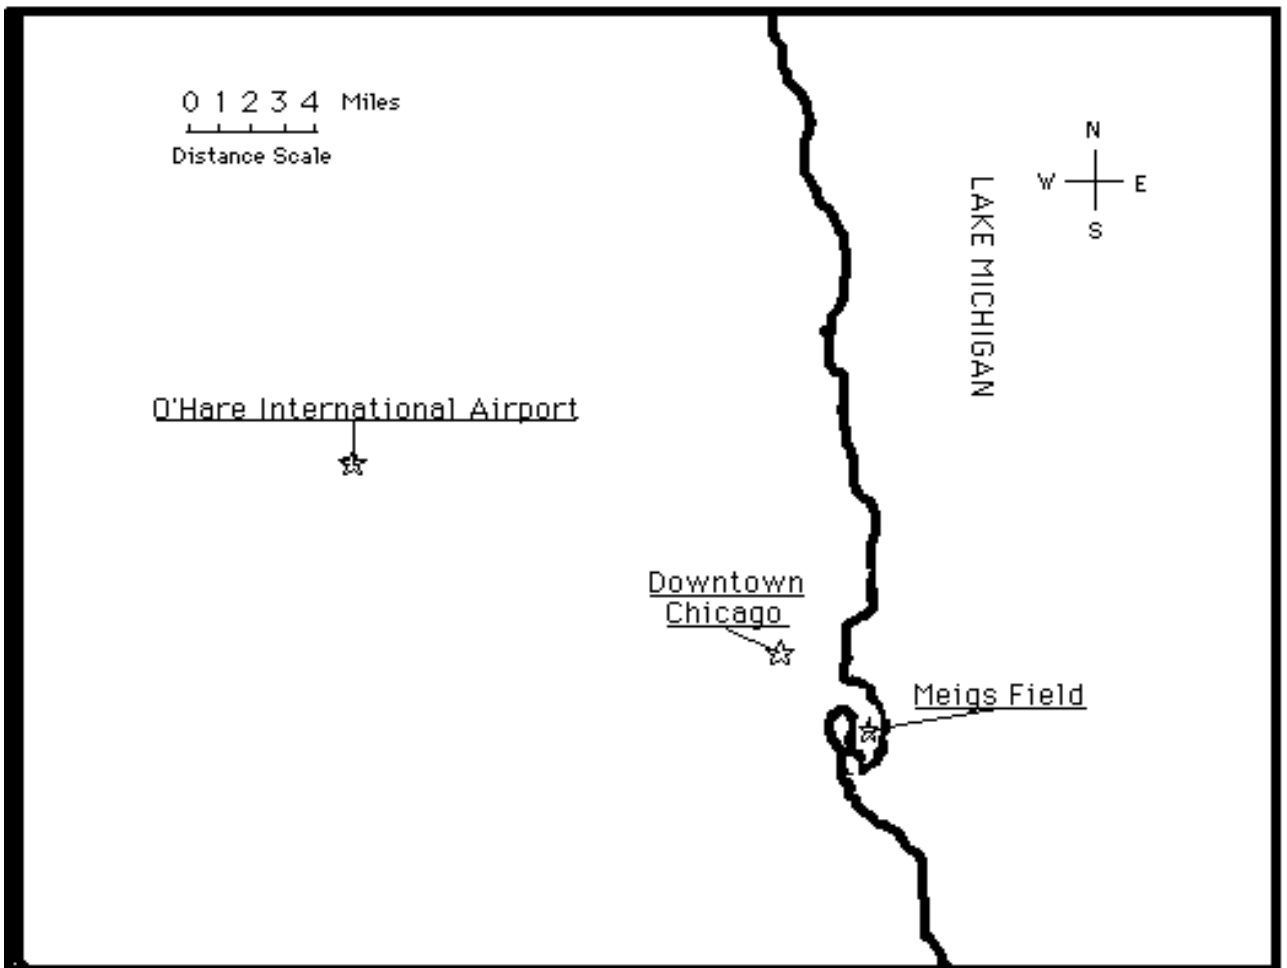 0 1 2 3 4 Miles
Distance Scale
N
W E
S
LAKE MICHIGAN
O'Hare International Airport
Downtown
Chicago
Meigs Field